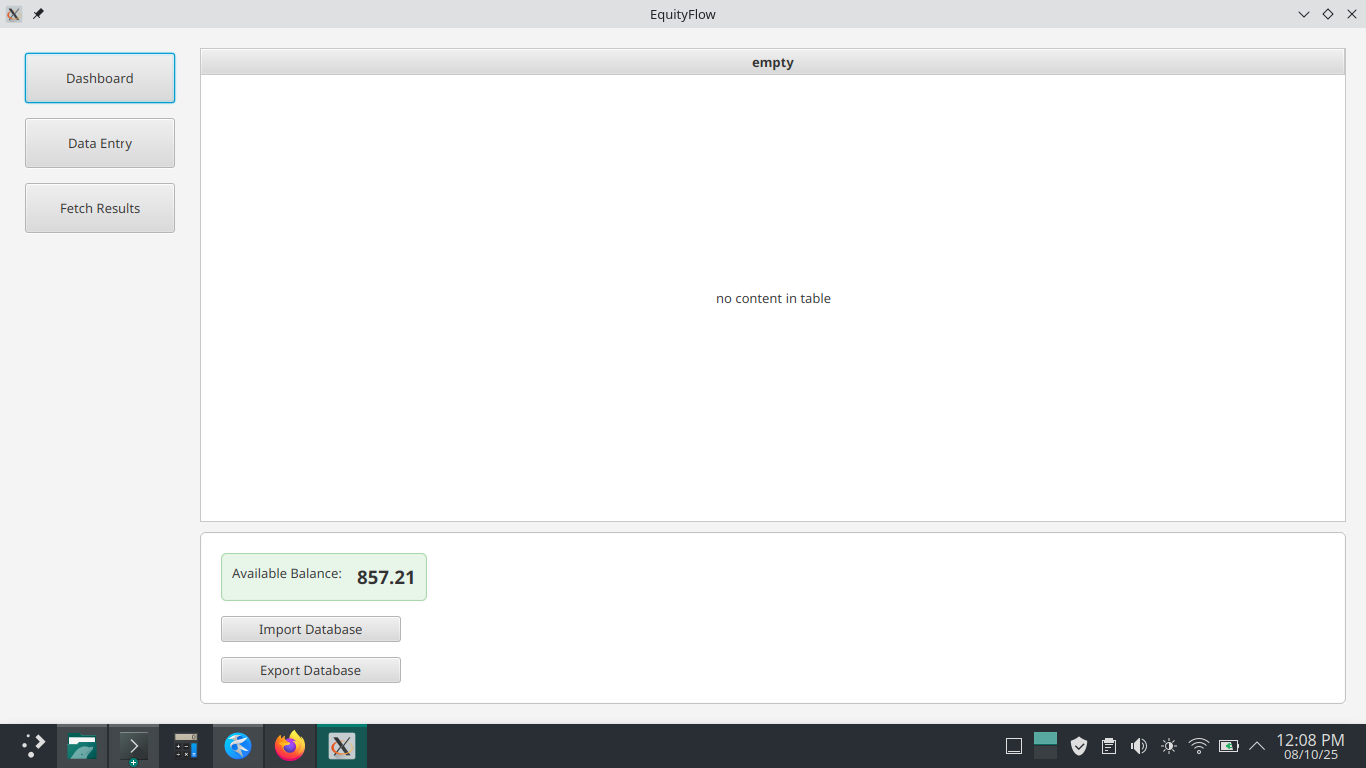 EquityFlow
Dashboard
Data Entry
Fetch Results
empty
no content in table
Available Balance: 857.21
Import Database
Export Database
12:08 PM
08/10/25